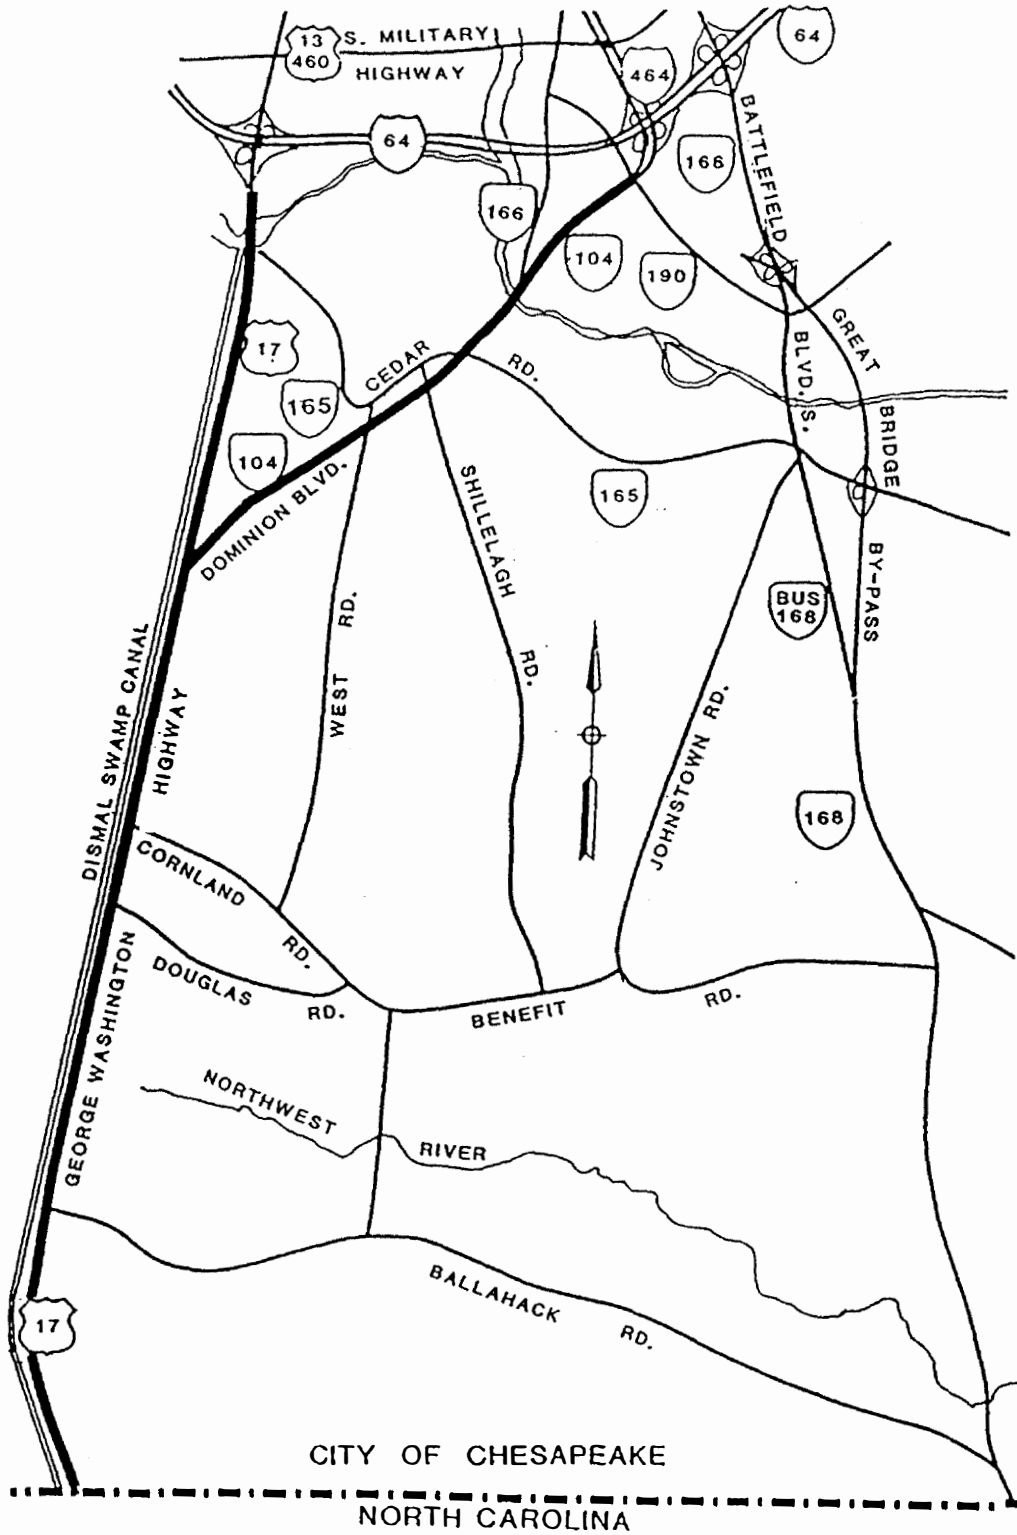 13
460
S. MILITARY
HIGHWAY
64
464
64
BATTLEFIELD
166
168
104
190
17
CEDAR
RD.
GREAT
BLVD. S.
165
104
DOMINION BLVD.
SHILLELAGH
165
BRIDGE
RD.
WEST
RD.
BUS
168
BY-PASS
DISMAL SWAMP CANAL
HIGHWAY
JOHNSTOWN RD.
168
CORNLAND
RD.
DOUGLAS
RD.
BENEFIT
RD.
GEORGE WASHINGTON
NORTHWEST
RIVER
17
BALLAHACK
RD.
CITY OF CHESAPEAKE
NORTH CAROLINA